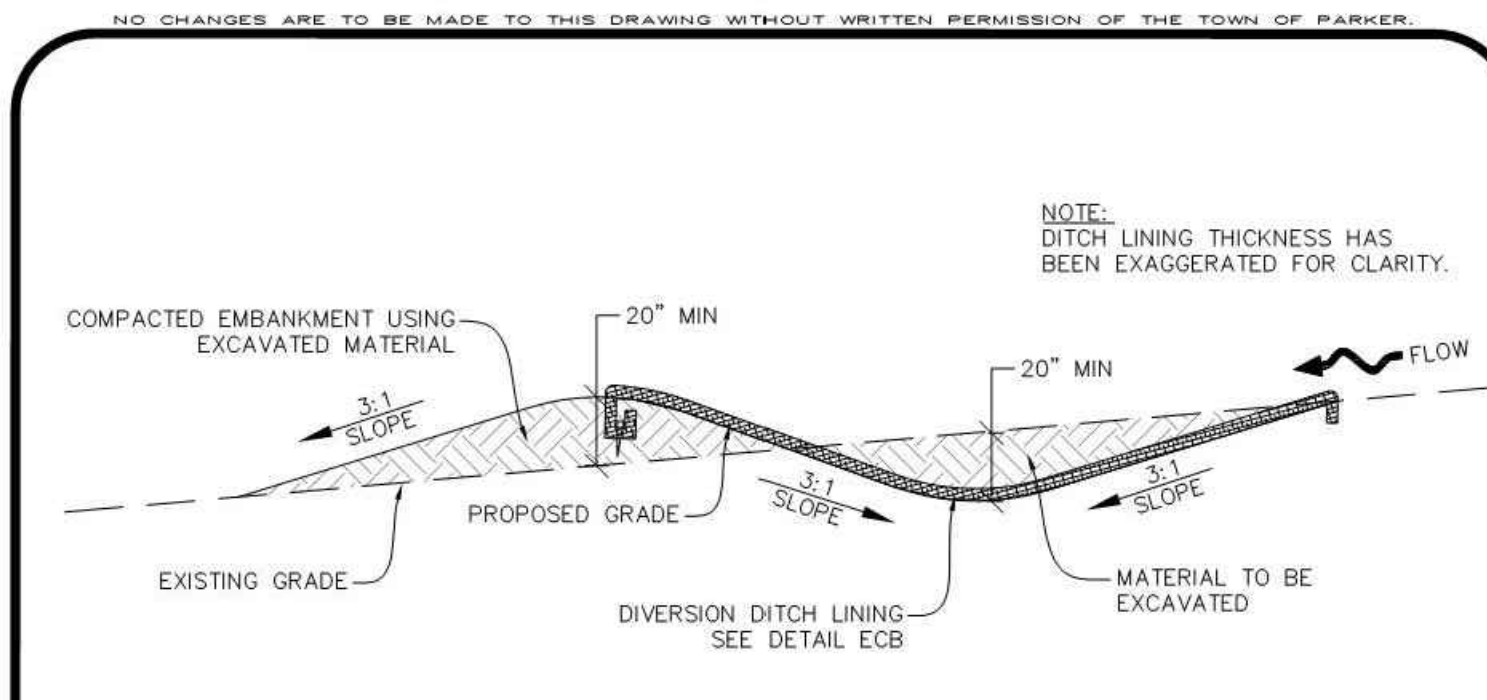 NO CHANGES ARE TO BE MADE TO THIS DRAWING WITHOUT WRITTEN PERMISSION OF THE TOWN OF PARKER.
NOTE:
DITCH LINING THICKNESS HAS
BEEN EXAGGERATED FOR CLARITY.
COMPACTED EMBANKMENT USING
EXCAVATED MATERIAL
20" MIN
20" MIN
FLOW
3:1
SLOPE
PROPOSED GRADE
3:1
SLOPE
3:1
SLOPE
EXISTING GRADE
DIVERSION DITCH LINING
SEE DETAIL ECB
MATERIAL TO BE
EXCAVATED